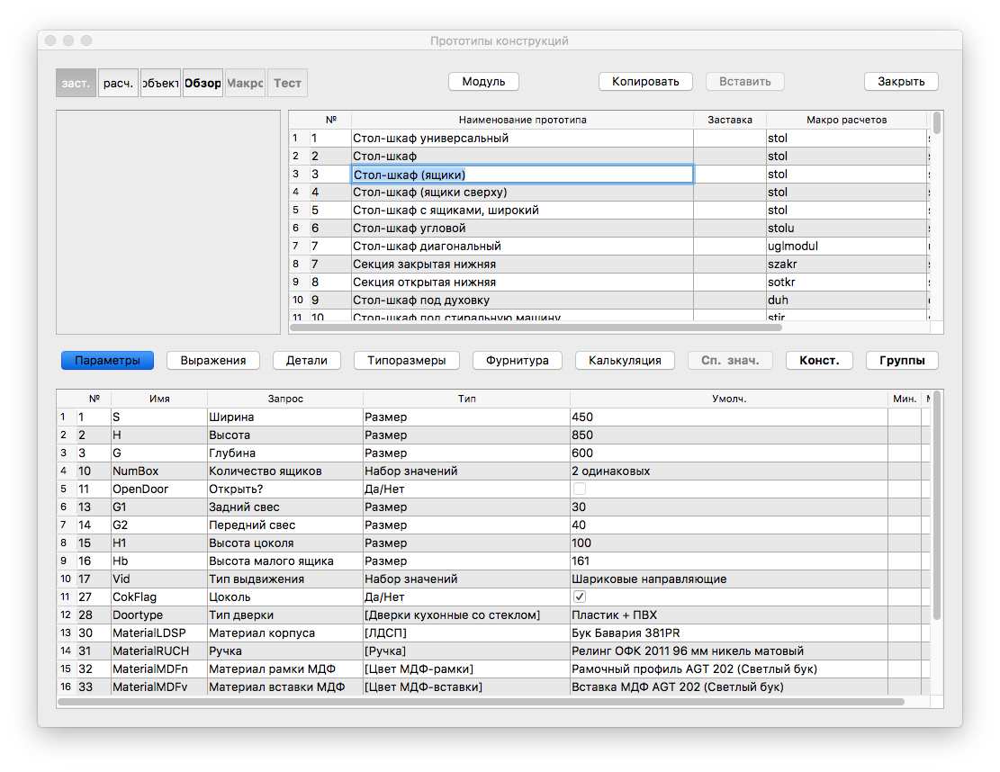 Прототипы конструкций
заст. расч. объект Обзор Макро Тест Модуль Копировать Вставить Закрыть
№ Наименование прототипа Заставка Макро расчетов
1 1 Стол-шкаф универсальный stol
2 2 Стол-шкаф stol
3 3 Стол-шкаф (ящики) stol
4 4 Стол-шкаф (ящики сверху) stol
5 5 Стол-шкаф с ящиками, широкий stol
6 6 Стол-шкаф угловой stolu
7 7 Стол-шкаф диагональный uglmodul
8 7 Секция закрытая нижняя szakr
9 8 Секция открытая нижняя sotkr
10 9 Стол-шкаф под духовку duh
11 10 Стол-шкаф под стиральную машину stir
Параметры Выражения Детали Типоразмеры Фурнитура Калькуляция Сп. знач. Конст. Группы
№ Имя Запрос Тип Умолч. Мин.
1 1 S Ширина Размер 450
2 2 H Высота Размер 850
3 3 G Глубина Размер 600
4 10 NumBox Количество ящиков Набор значений 2 одинаковых
5 11 OpenDoor Открыть? Да/Нет
6 13 G1 Задний свес Размер 30
7 14 G2 Передний свес Размер 40
8 15 H1 Высота цоколя Размер 100
9 16 Hb Высота малого ящика Размер 161
10 17 Vid Тип выдвижения Набор значений Шариковые направляющие
11 27 CokFlag Цоколь Да/Нет
12 28 Doortype Тип дверки [Дверки кухонные со стеклом] Пластик + ПВХ
13 30 MaterialLDSP Материал корпуса [ЛДСП] Бук Бавария 381PR
14 31 MaterialRUCH Ручка [Ручка] Релинг ОФК 2011 96 мм никель матовый
15 32 MaterialMDFn Материал рамки МДФ [Цвет МДФ-рамки] Рамочный профиль AGT 202 (Светлый бук)
16 33 MaterialMDFv Материал вставки МДФ [Цвет МДФ-вставки] Вставка МДФ AGT 202 (Светлый бук)